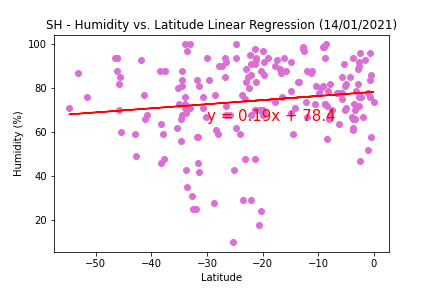 SH - Humidity vs. Latitude Linear Regression (14/01/2021)
100
80
60
40
20
Humidity (%)
y = 0.19x + 78.4
−50 −40 −30 −20 −10 0
Latitude